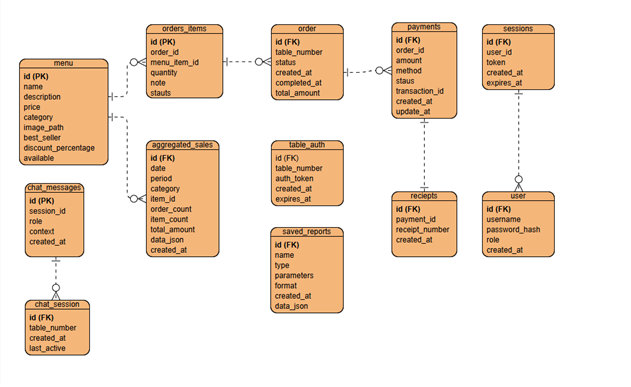 orders_items
id (PK)
order_id
menu_item_id
quantity
note
stauts
order
id (FK)
table_number
status
created_at
completed_at
total_amount
payments
id (FK)
order_id
amount
method
staus
transaction_id
created_at
update_at
sessions
id (FK)
user_id
token
created_at
expires_at
menu
id (PK)
name
description
price
category
image_path
best_seller
discount_percentage
available
aggregated_sales
id (FK)
date
period
category
item_id
order_count
item_count
total_amount
data_json
created_at
table_auth
id (FK)
table_number
auth_token
created_at
expires_at
chat_messages
id (PK)
session_id
role
context
created_at
reciepts
id (FK)
payment_id
receipt_number
created_at
user
id (FK)
username
password_hash
role
created_at
saved_reports
id (FK)
name
type
parameters
format
created_at
data_json
chat_session
id (FK)
table_number
created_at
last_active